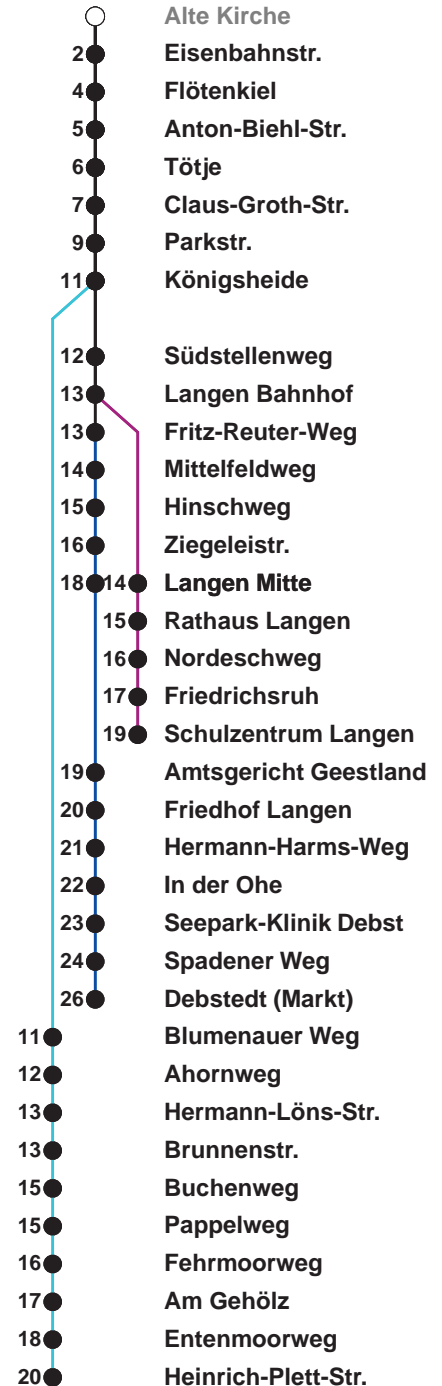 Alte Kirche
2 Eisenbahnstr.
4 Flötenkiel
5 Anton-Biehl-Str.
6 Tötje
7 Claus-Groth-Str.
9 Parkstr.
11 Königsheide
12 Südstellenweg
13 Langen Bahnhof
13 Fritz-Reuter-Weg
14 Mittelfeldweg
15 Hinschweg
16 Ziegeleistr.
18 14 Langen Mitte
15 Rathaus Langen
16 Nordeschweg
17 Friedrichsruh
19 Schulzentrum Langen
19 Amtsgericht Geestland
20 Friedhof Langen
21 Hermann-Harms-Weg
22 In der Ohe
23 Seepark-Klinik Debst
24 Spadener Weg
26 Debstedt (Markt)
11 Blumenauer Weg
12 Ahornweg
13 Hermann-Löns-Str.
13 Brunnenstr.
15 Buchenweg
15 Pappelweg
16 Fehrmoorweg
17 Am Gehölz
18 Entenmoorweg
20 Heinrich-Plett-Str.